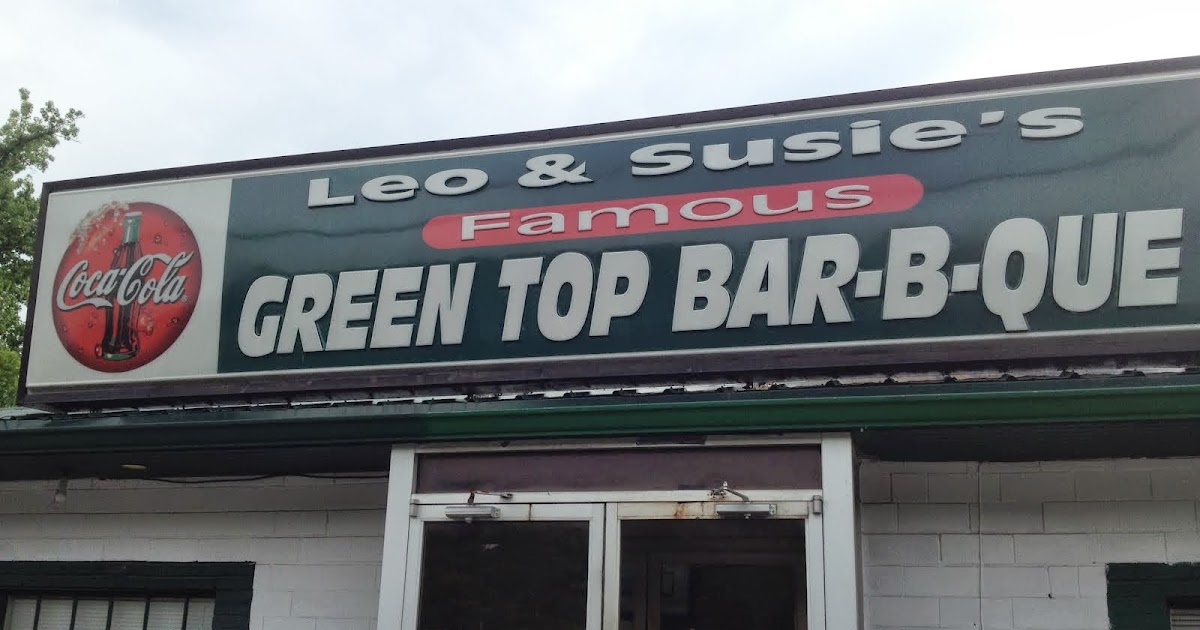 Leo & Susie's
Famous
GREEN TOP BAR-B-QUE
Coca-Cola